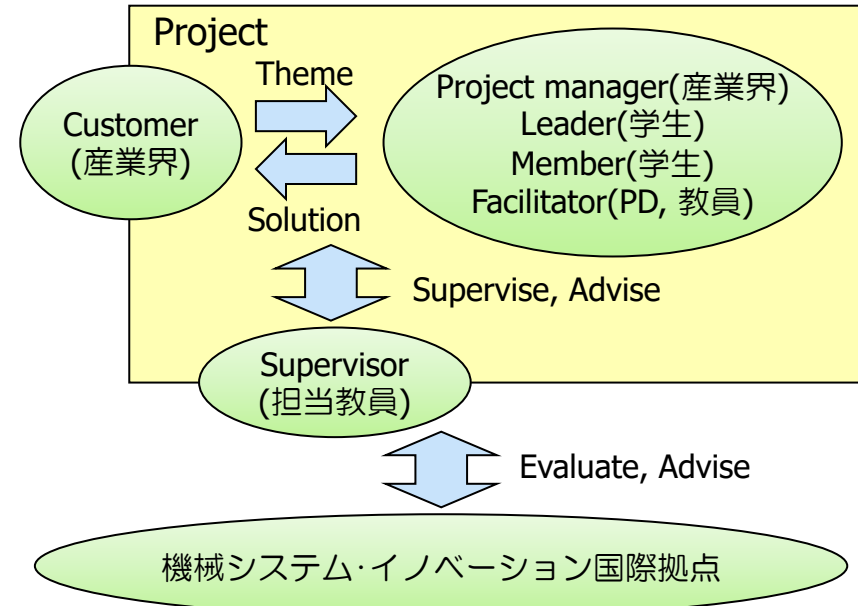 Project
Theme
Customer
(産業界)
Project manager(産業界)
Leader(学生)
Member(学生)
Facilitator(PD, 教員)
Solution
Supervise, Advise
Supervisor
(担当教員)
Evaluate, Advise
機械システム･イノベーション国際拠点